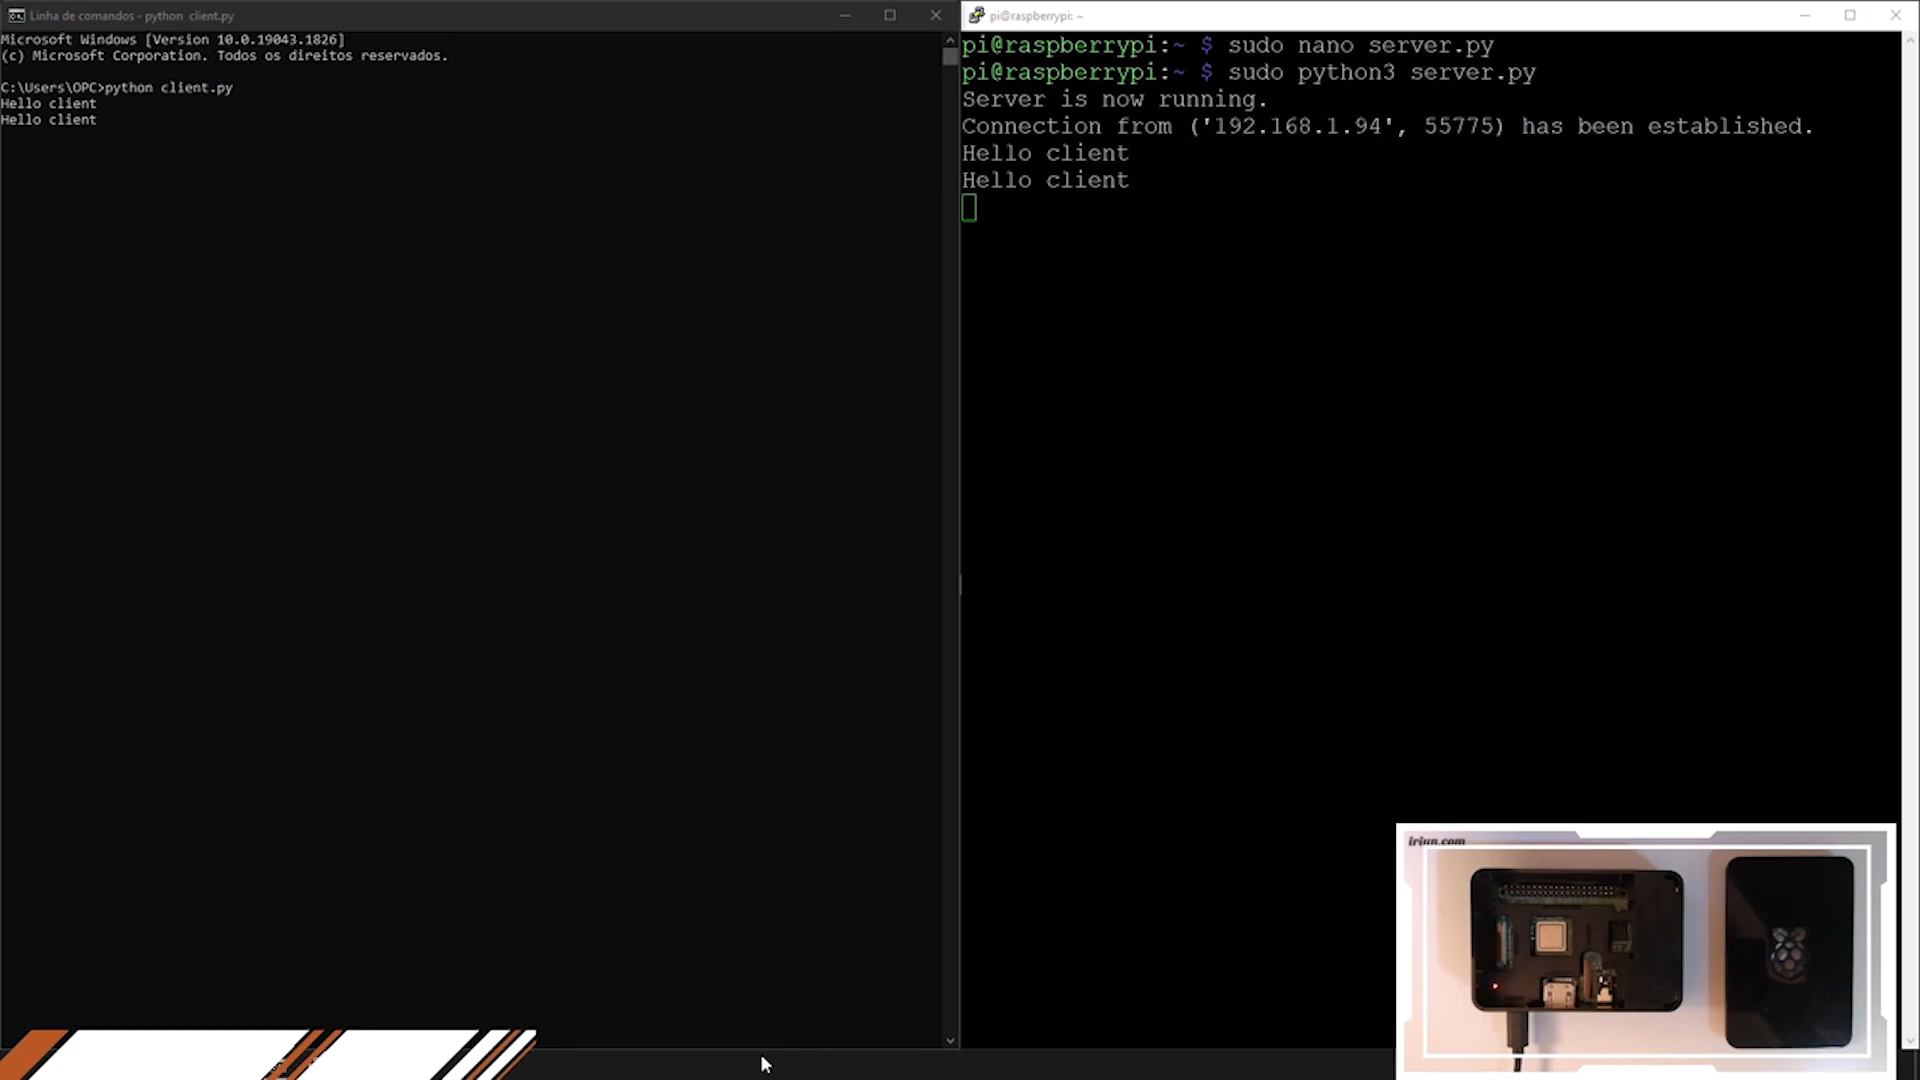 Linha de comandos - python client.py
Microsoft Windows [Version 10.0.19043.1826]
(c) Microsoft Corporation. Todos os direitos reservados.
C:\Users\OPC>python client.py
Hello client
Hello client
pi@raspberrypi: ~
pi@raspberrypi:~ $ sudo nano server.py
pi@raspberrypi:~ $ sudo python3 server.py
Server is now running.
Connection from ('192.168.1.94', 55775) has been established.
Hello client
Hello client
iriun.com